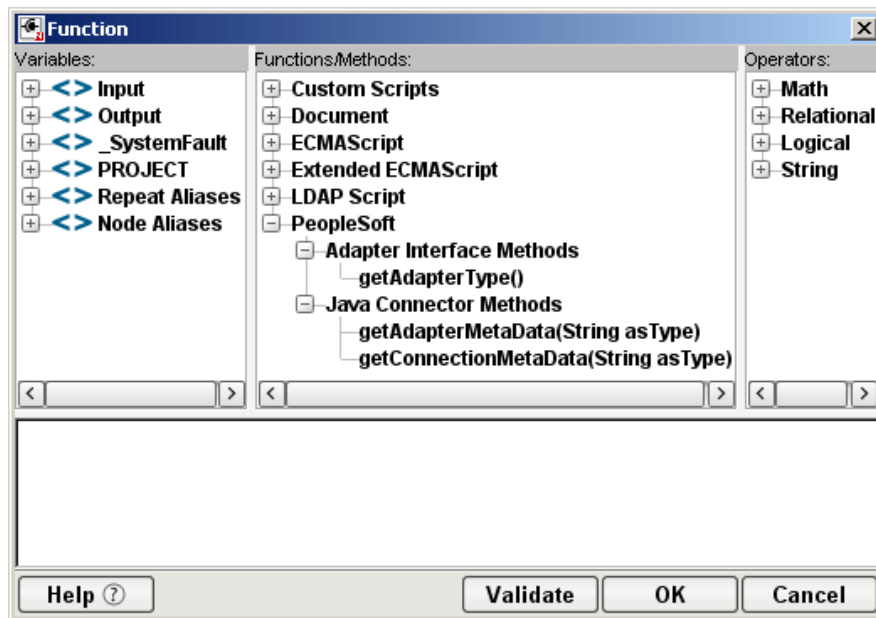 Function
Variables:
Input
Output
_SystemFault
PROJECT
Repeat Aliases
Node Aliases
Functions/Methods:
Custom Scripts
Document
ECMAScript
Extended ECMAScript
LDAP Script
PeopleSoft
Adapter Interface Methods
getAdapterType()
Java Connector Methods
getAdapterMetaData(String asType)
getConnectionMetaData(String asType)
Operators:
Math
Relational
Logical
String
Help ?
Validate
OK
Cancel